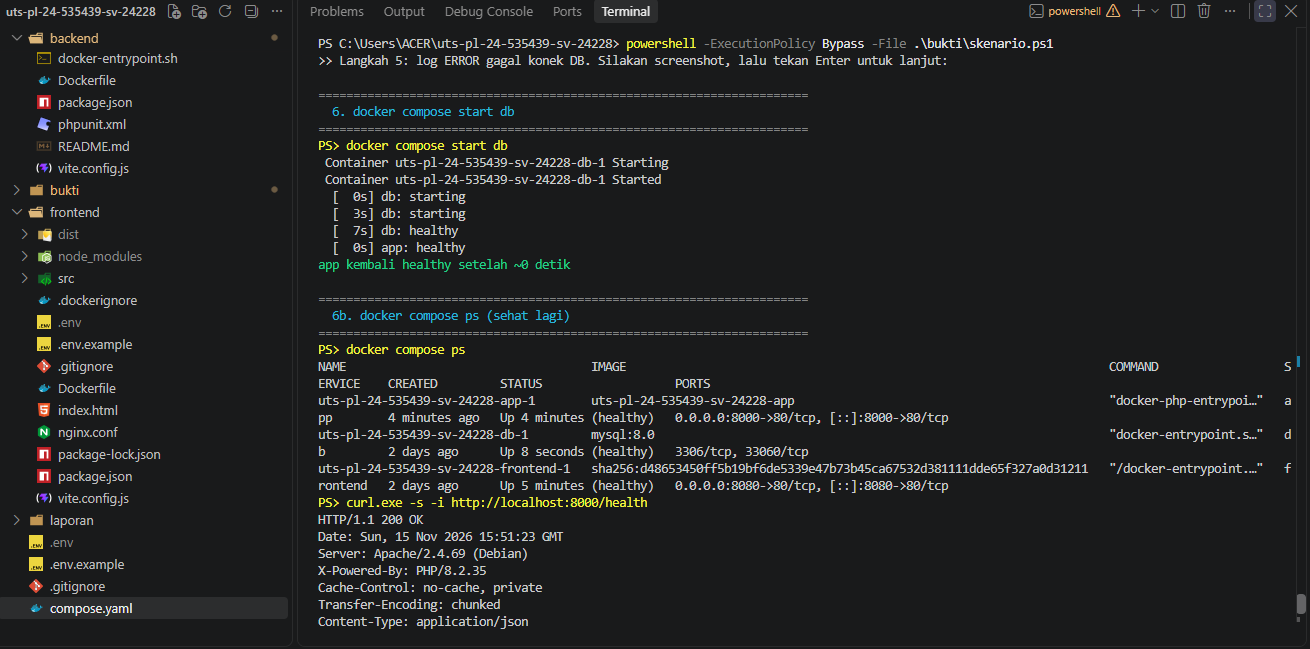 uts-pl-24-535439-sv-24228
backend
docker-entrypoint.sh
Dockerfile
package.json
phpunit.xml
README.md
vite.config.js
bukti
frontend
dist
node_modules
src
.dockerignore
.env
.env.example
.gitignore
Dockerfile
index.html
nginx.conf
package-lock.json
package.json
vite.config.js
laporan
.env
.env.example
.gitignore
compose.yaml
Problems Output Debug Console Ports Terminal
powershell
PS C:\Users\ACER\uts-pl-24-535439-sv-24228> powershell -ExecutionPolicy Bypass -File .\bukti\skenario.ps1
>> Langkah 5: log ERROR gagal konek DB. Silakan screenshot, lalu tekan Enter untuk lanjut:
======================================================================
6. docker compose start db
======================================================================
PS> docker compose start db
Container uts-pl-24-535439-sv-24228-db-1 Starting
Container uts-pl-24-535439-sv-24228-db-1 Started
[ 0s] db: starting
[ 3s] db: starting
[ 7s] db: healthy
[ 0s] app: healthy
app kembali healthy setelah ~0 detik
======================================================================
6b. docker compose ps (sehat lagi)
======================================================================
PS> docker compose ps
NAME IMAGE COMMAND S
ERVICE CREATED STATUS PORTS
uts-pl-24-535439-sv-24228-app-1 uts-pl-24-535439-sv-24228-app "docker-php-entrypoi…" a
pp 4 minutes ago Up 4 minutes (healthy) 0.0.0.0:8000->80/tcp, [::]:8000->80/tcp
uts-pl-24-535439-sv-24228-db-1 mysql:8.0 "docker-entrypoint.s…" d
b 2 days ago Up 8 seconds (healthy) 3306/tcp, 33060/tcp
uts-pl-24-535439-sv-24228-frontend-1 sha256:d48653450ff5b19bf6de5339e47b73b45ca67532d381111dde65f327a0d31211 "/docker-entrypoint.…" f
rontend 2 days ago Up 5 minutes (healthy) 0.0.0.0:8080->80/tcp, [::]:8080->80/tcp
PS> curl.exe -s -i http://localhost:8000/health
HTTP/1.1 200 OK
Date: Sun, 15 Nov 2026 15:51:23 GMT
Server: Apache/2.4.69 (Debian)
X-Powered-By: PHP/8.2.35
Cache-Control: no-cache, private
Transfer-Encoding: chunked
Content-Type: application/json